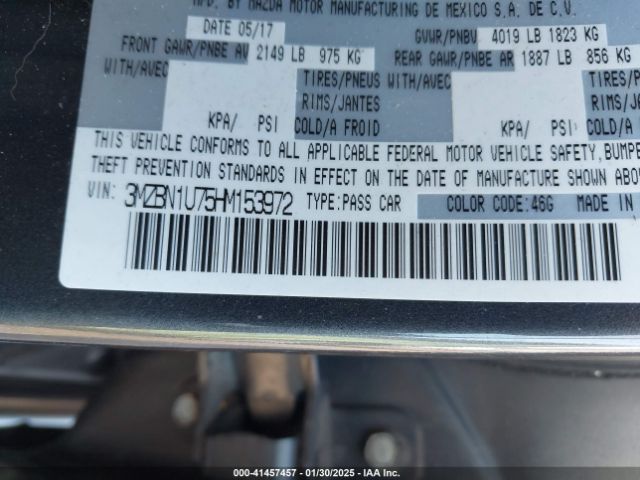 MFD. BY MAZDA MOTOR MANUFACTURING DE MEXICO S.A. DE C.V.
DATE 05/17 GVWR/PNBV 4019 LB 1823 KG
FRONT GAWR/PNBE AV 2149 LB 975 KG REAR GAWR/PNBE AR 1887 LB 856 KG
WITH/AVEC TIRES/PNEUS WITH/AVEC TIRES/P
RIMS/JANTES RIMS/J
KPA/ PSI COLD/A FROID KPA/ PSI COLD/A
THIS VEHICLE CONFORMS TO ALL APPLICABLE FEDERAL MOTOR VEHICLE SAFETY, BUMPE
THEFT PREVENTION STANDARDS IN EFFECT ON THE DATE OF MANUFACTURE SHOWN ABOV
VIN: 3MZBN1U75HM153972 TYPE:PASS CAR COLOR CODE:46G MADE IN
000-41457457 - 01/30/2025 - IAA Inc.